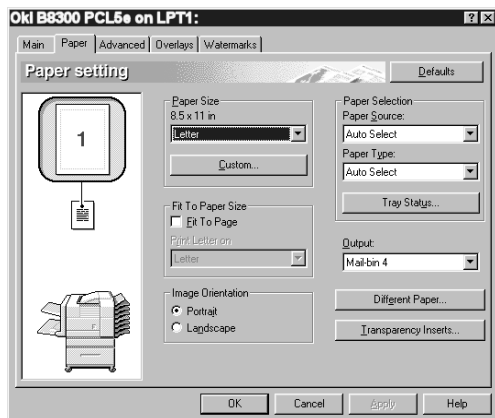 Oki B8300 PCL5e on LPT1:
Main Paper Advanced Overlays Watermarks
Paper setting
Defaults
1
Paper Size
8.5 x 11 in
Letter
Custom...
Fit To Paper Size
Fit To Page
Print Letter on
Letter
Image Orientation
Portrait
Landscape
Paper Selection
Paper Source:
Auto Select
Paper Type:
Auto Select
Tray Status...
Output:
Mail-bin 4
Different Paper...
Transparency Inserts...
OK Cancel Apply Help